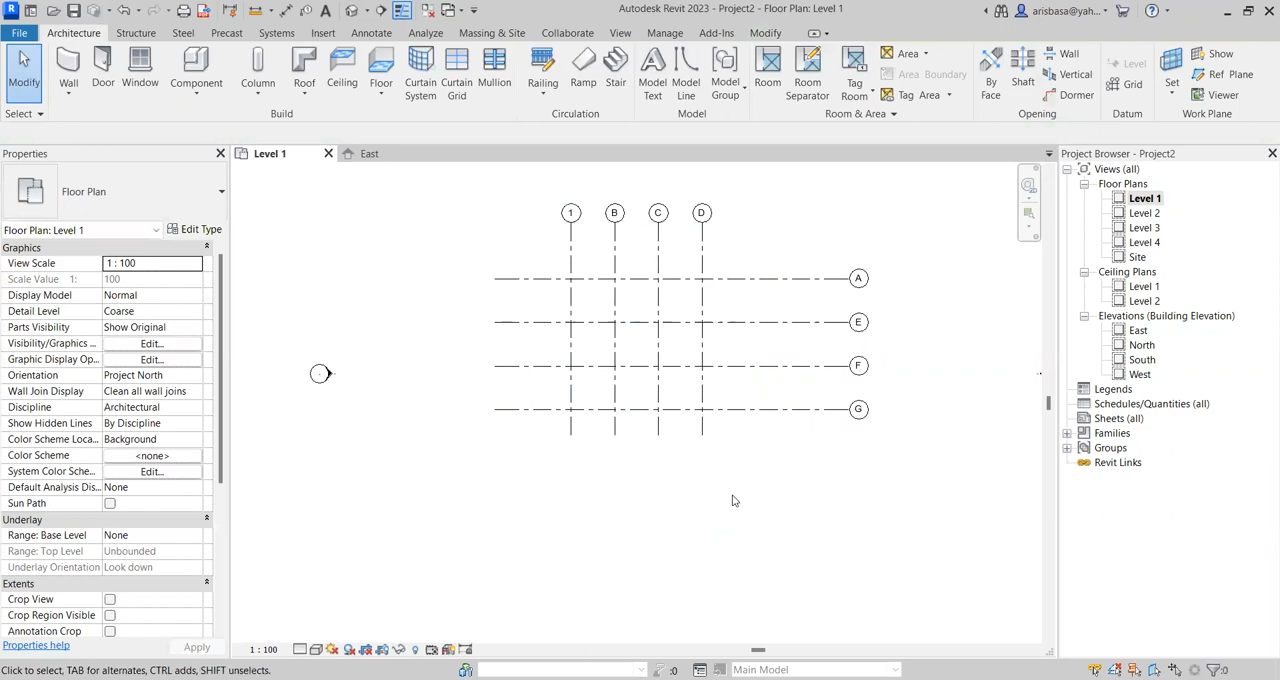 Autodesk Revit 2023 - Project2 - Floor Plan: Level 1
arisbasa@yah...
File Architecture Structure Steel Precast Systems Insert Annotate Analyze Massing & Site Collaborate View Manage Add-Ins Modify
Modify Wall Door Window Component Column Roof Ceiling Curtain System Curtain Grid Mullion Floor Railing Ramp Stair Model Text Model Line Model Group Room Room Separator Tag Room
Area
Area Boundary
Tag Area
By Face Shaft
Wall
Vertical
Dormer
Level
Grid
Set
Show
Ref Plane
Viewer
Select Build Circulation Model Room & Area Opening Datum Work Plane
Properties
Floor Plan
Floor Plan: Level 1 Edit Type
Graphics
View Scale 1 : 100
Scale Value 1: 100
Display Model Normal
Detail Level Coarse
Parts Visibility Show Original
Visibility/Graphics ... Edit...
Graphic Display Op... Edit...
Orientation Project North
Wall Join Display Clean all wall joins
Discipline Architectural
Show Hidden Lines By Discipline
Color Scheme Loca... Background
Color Scheme <none>
System Color Sche... Edit...
Default Analysis Dis... None
Sun Path
Underlay
Range: Base Level None
Range: Top Level Unbounded
Underlay Orientation Look down
Extents
Crop View
Crop Region Visible
Annotation Crop
Properties help Apply
Level 1 East
1 B C D
A
E
F
G
Project Browser - Project2
Views (all)
Floor Plans
Level 1
Level 2
Level 3
Level 4
Site
Ceiling Plans
Level 1
Level 2
Elevations (Building Elevation)
East
North
South
West
Legends
Schedules/Quantities (all)
Sheets (all)
Families
Groups
Revit Links
1 : 100
Click to select, TAB for alternates, CTRL adds, SHIFT unselects. :0 Main Model :0